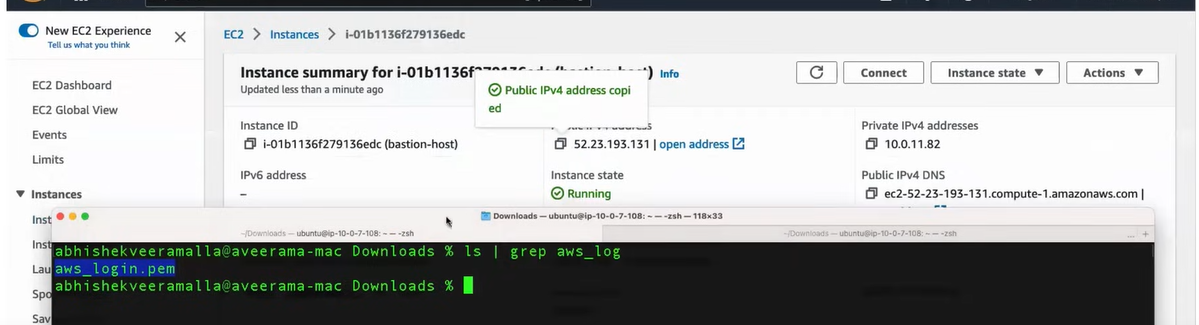 New EC2 Experience
Tell us what you think
EC2 > Instances > i-01b1136f279136edc
Instance summary for
Info
Updated less than a minute ago
Connect
Instance state
Actions
Public IPv4 address copi
ed
EC2 Dashboard
EC2 Global View
Events
Limits
Instances
Instance ID
i-01b1136f279136edc (bastion-host)
52.23.193.131 | open address
Private IPv4 addresses
10.0.11.82
IPv6 address
–
Instance state
Running
Public IPv4 DNS
ec2-52-23-193-131.compute-1.amazonaws.com |
Downloads — ubuntu@ip-10-0-7-108: ~ — -zsh — 118×33
~/Downloads — ubuntu@ip-10-0-7-108: ~ — -zsh
~/Downloads — ubuntu@ip-10-0-7-108: ~ — -zsh
abhishekveeramalla@aveerama-mac Downloads % ls | grep aws_log
aws_login.pem
abhishekveeramalla@aveerama-mac Downloads %